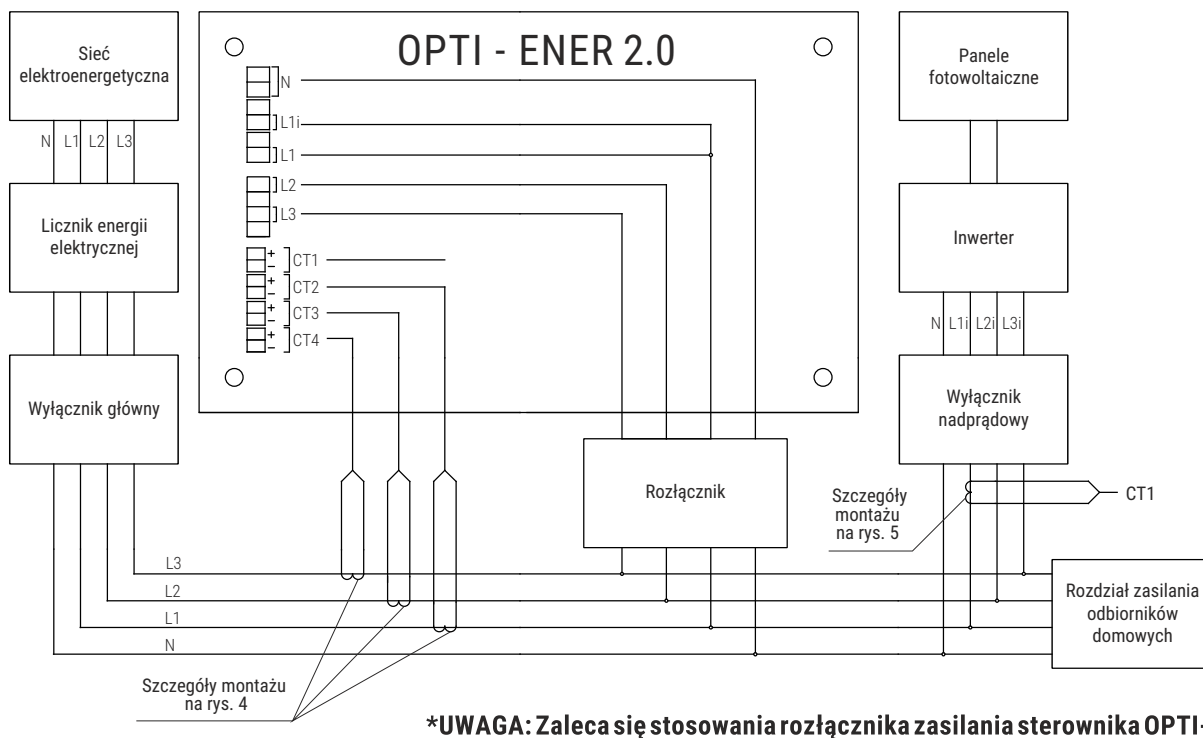 Sieć
elektroenergetyczna
N L1 L2 L3
Licznik energii
elektrycznej
Wyłącznik główny
OPTI - ENER 2.0
N
L1i
L1
L2
L3
+
- CT1
+
- CT2
+
- CT3
+
- CT4
Panele
fotowoltaiczne
Inwerter
N L1i L2i L3i
Wyłącznik
nadprądowy
Rozłącznik
Szczegóły
montażu
na rys. 5
CT1
L3
L2
L1
N
Rozdział zasilania
odbiorników
domowych
Szczegóły montażu
na rys. 4
*UWAGA: Zaleca się stosowania rozłącznika zasilania sterownika OPTI-